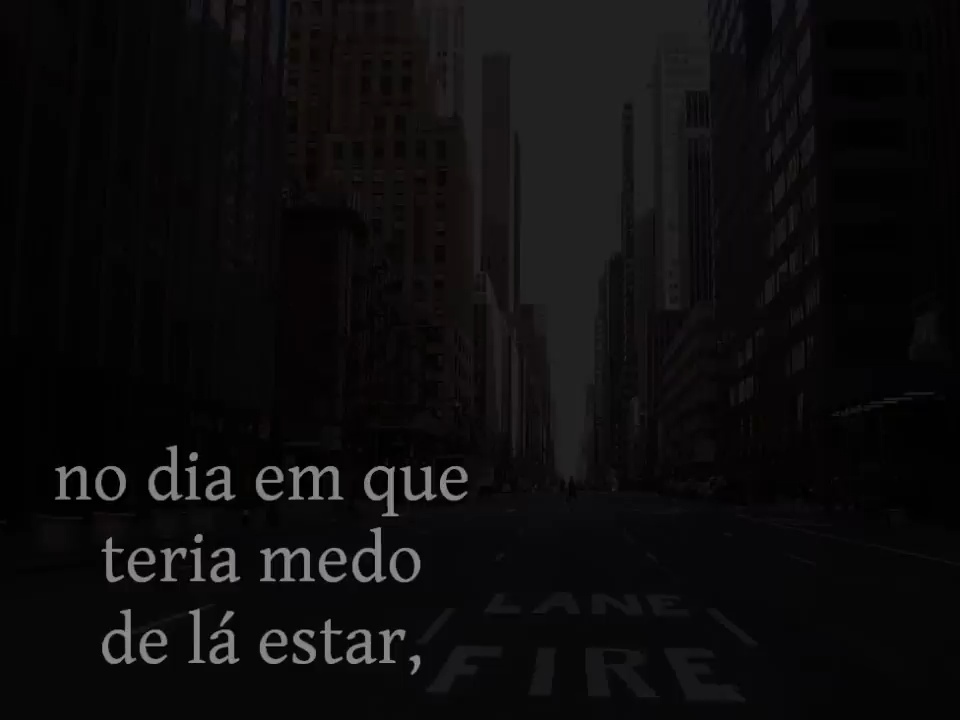 no dia em que
teria medo
de lá estar,
LANE
FIRE